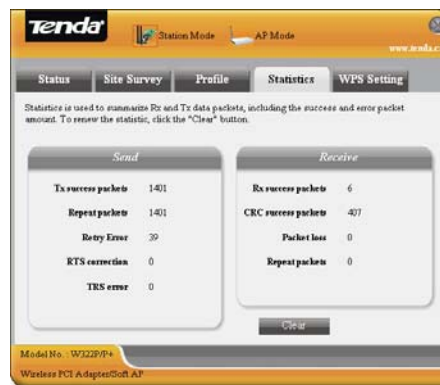 Tenda
Station Mode
AP Mode
Status
Site Survey
Profile
Statistics
WPS Setting
Statistics is used to summarize Rx and Tx data packets, including the success and error packet
amount. To renew the statistic, click the "Clear" button.
Send
Tx success packets 1401
Repeat packets 1401
Retry Error 39
RTS correction 0
TRS error 0
Receive
Rx success packets 6
CRC success packets 407
Packet loss 0
Repeat packets 0
Clear
Model No. : W322P/P+
Wireless PCI Adapter/Soft AP